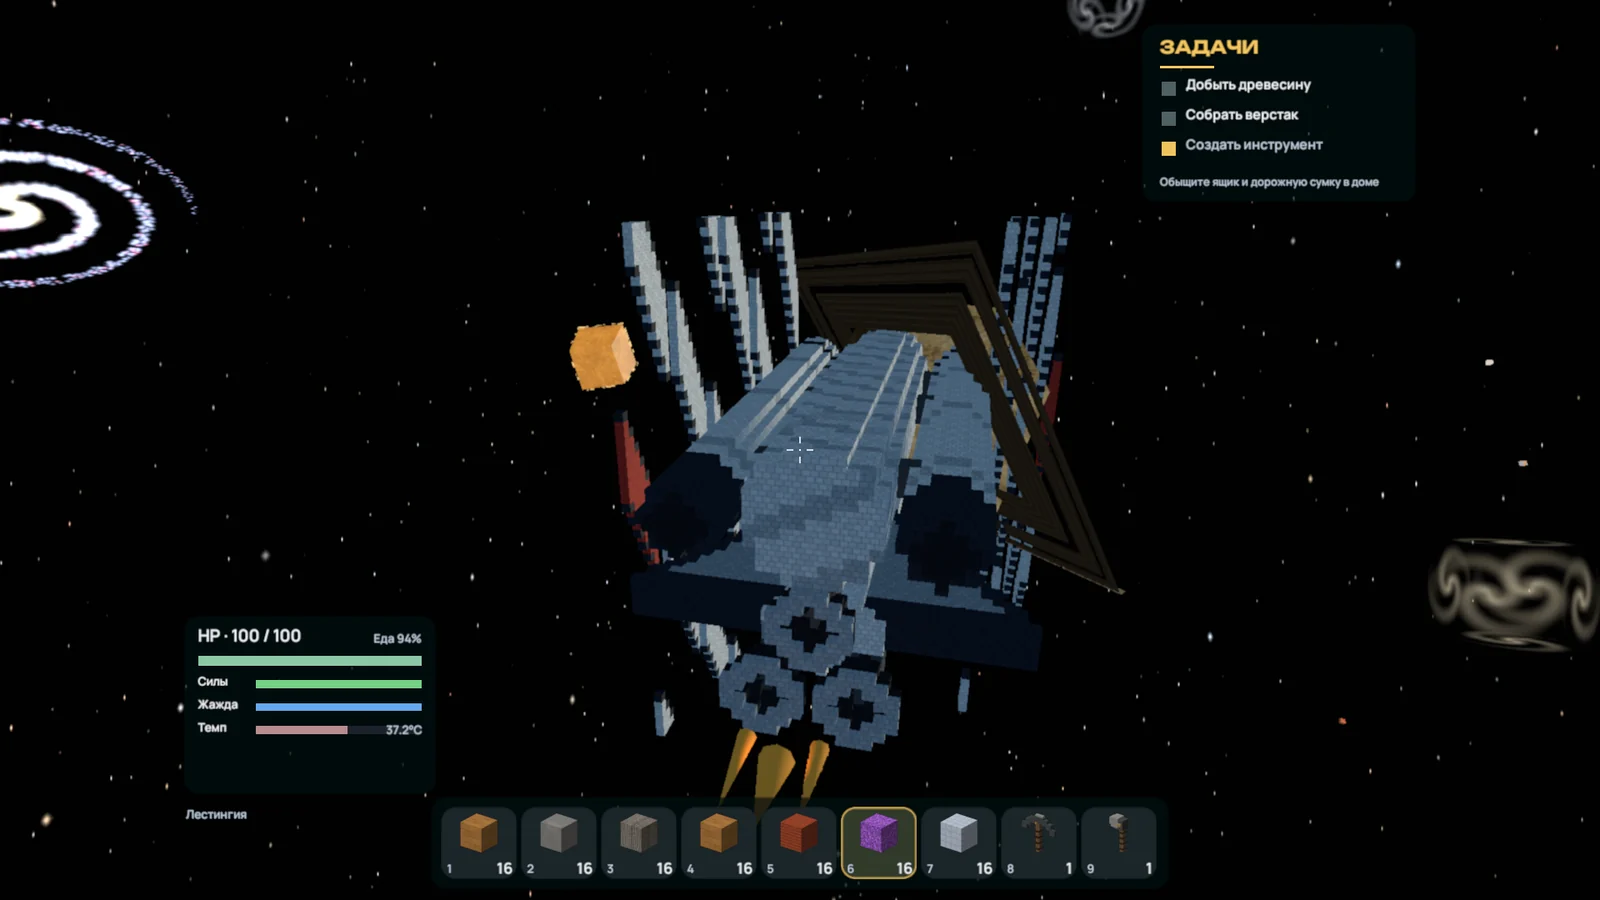 ЗАДАЧИ
Добыть древесину
Собрать верстак
Создать инструмент
Обыщите ящик и дорожную сумку в доме
HP · 100 / 100
Еда 94%
Силы
Жажда
Темп
37.2°C
Лестингия
1 16
2 16
3 16
4 16
5 16
6 16
7 16
8 1
9 1